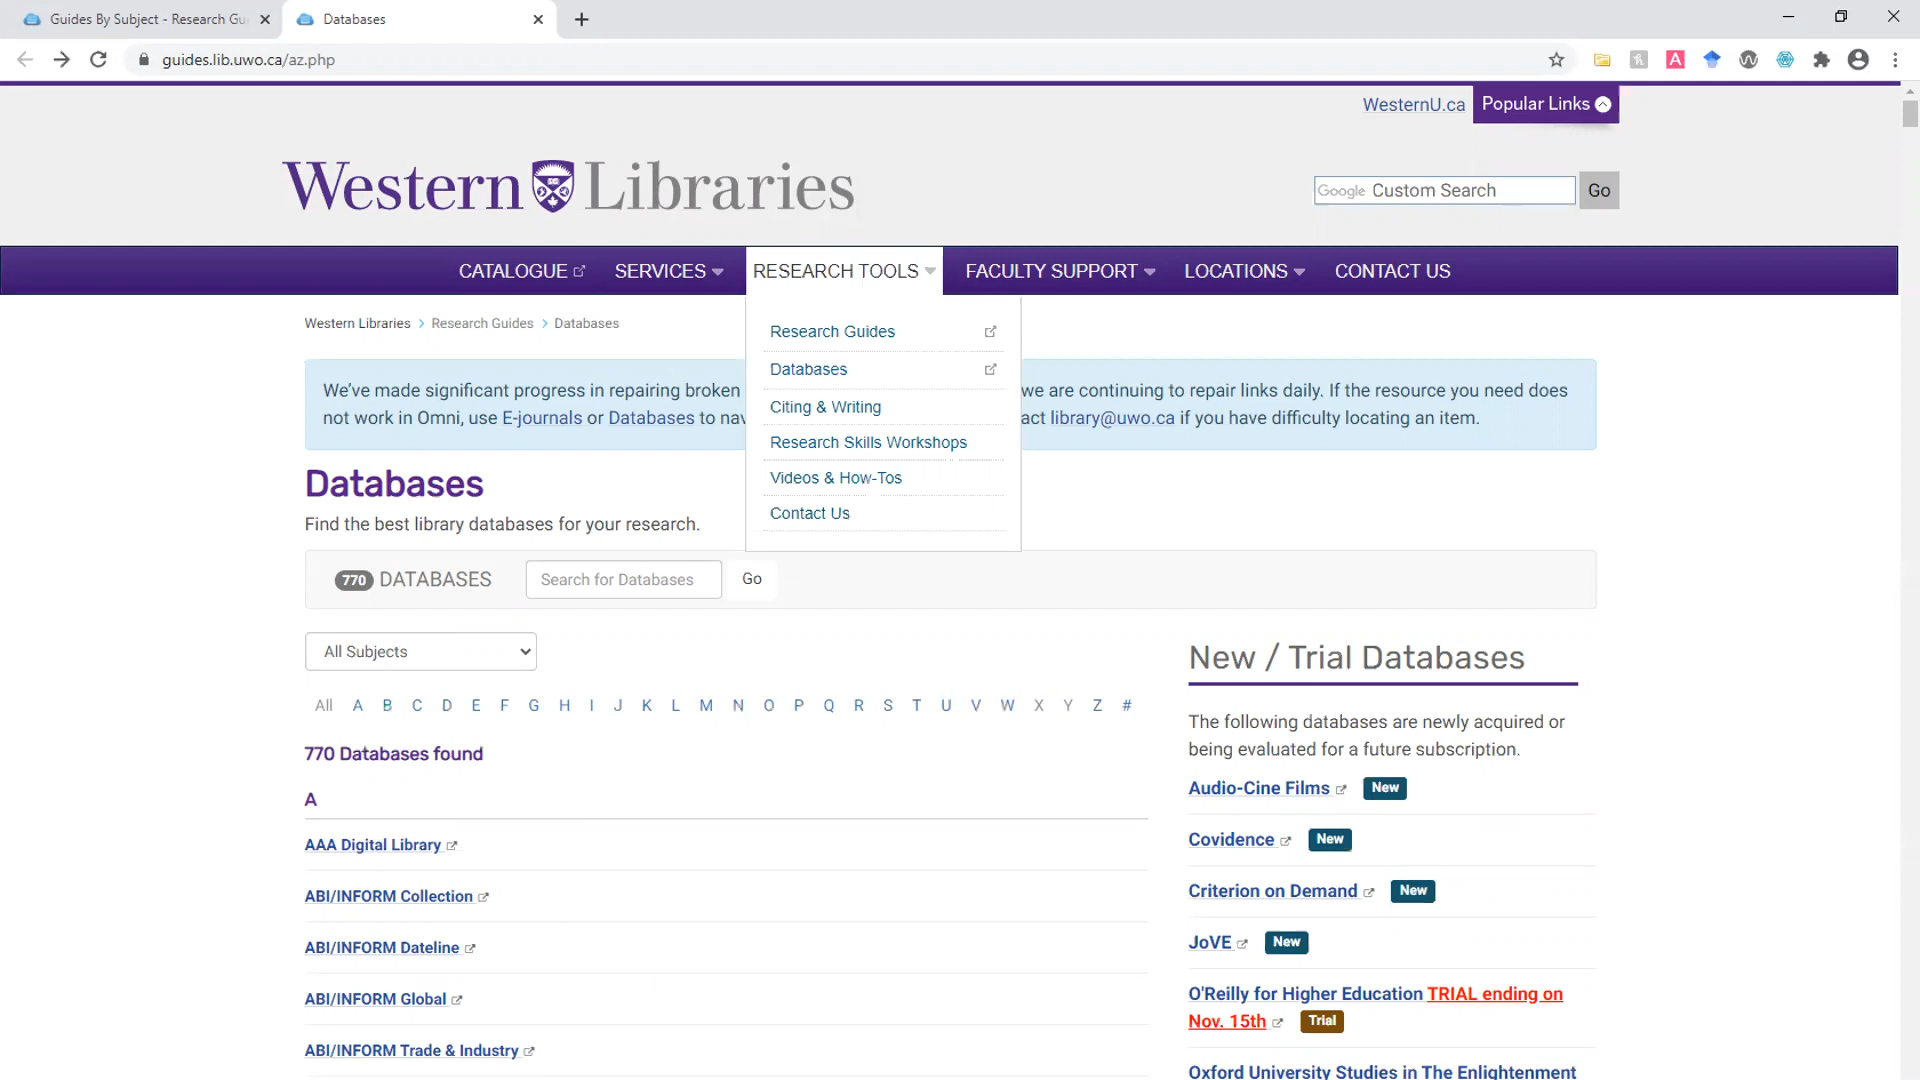 Guides By Subject - Research Gu
Databases
guides.lib.uwo.ca/az.php
WesternU.ca
Popular Links
Western Libraries
Google Custom Search
Go
CATALOGUE
SERVICES
RESEARCH TOOLS
FACULTY SUPPORT
LOCATIONS
CONTACT US
Western Libraries > Research Guides > Databases
Research Guides
Databases
Citing & Writing
Research Skills Workshops
Videos & How-Tos
Contact Us
We've made significant progress in repairing broken we are continuing to repair links daily. If the resource you need does
not work in Omni, use E-journals or Databases to nav act library@uwo.ca if you have difficulty locating an item.
Databases
Find the best library databases for your research.
770 DATABASES
Search for Databases
Go
All Subjects
All A B C D E F G H I J K L M N O P Q R S T U V W X Y Z #
770 Databases found
A
AAA Digital Library
ABI/INFORM Collection
ABI/INFORM Dateline
ABI/INFORM Global
ABI/INFORM Trade & Industry
New / Trial Databases
The following databases are newly acquired or
being evaluated for a future subscription.
Audio-Cine Films New
Covidence New
Criterion on Demand New
JoVE New
O'Reilly for Higher Education TRIAL ending on
Nov. 15th Trial
Oxford University Studies in The Enlightenment